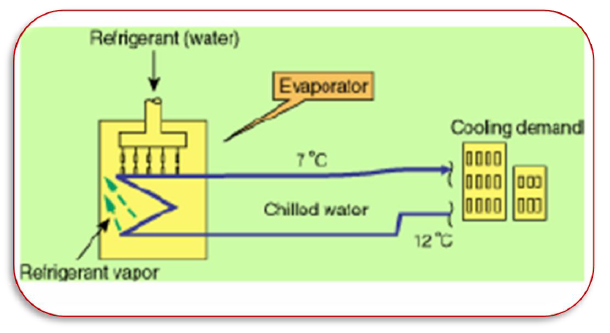 Refrigerant (water)
Evaporator
Cooling demand
7 °C
Chilled water
12 °C
Refrigerant vapor